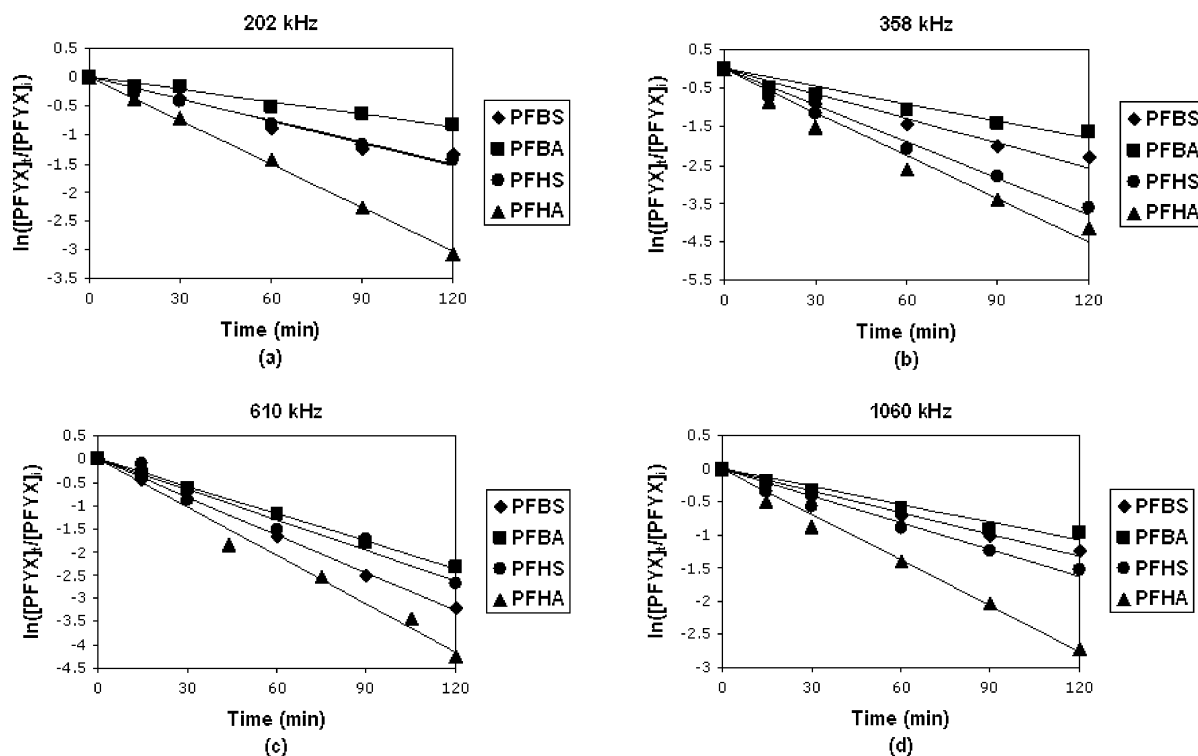 202 kHz
0.5
0
-0.5
-1
-1.5
-2
-2.5
-3
-3.5
ln([PFYX]t/[PFYX]i)
0 30 60 90 120
Time (min)
(a)
PFBS
PFBA
PFHS
PFHA
358 kHz
0.5
-0.5
-1.5
-2.5
-3.5
-4.5
-5.5
ln([PFYX]t/[PFYX]i)
0 30 60 90 120
Time (min)
(b)
PFBS
PFBA
PFHS
PFHA
610 kHz
0.5
0
-0.5
-1
-1.5
-2
-2.5
-3
-3.5
-4
-4.5
ln([PFYX]t/[PFYX]i)
0 30 60 90 120
Time (min)
(c)
PFBS
PFBA
PFHS
PFHA
1060 kHz
0.5
0
-0.5
-1
-1.5
-2
-2.5
-3
ln([PFYX]t/[PFYX]i)
0 30 60 90 120
Time (min)
(d)
PFBS
PFBA
PFHS
PFHA